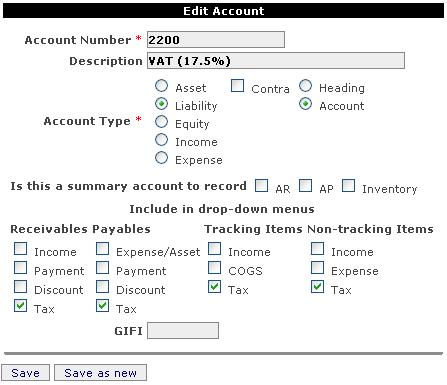 Edit Account
Account Number * 2200
Description VAT (17.5%)
Asset Contra Heading
Liability Account
Account Type *
Equity
Income
Expense
Is this a summary account to record AR AP Inventory
Include in drop-down menus
Receivables Payables Tracking Items Non-tracking Items
Income Expense/Asset Income Income
Payment Payment COGS Expense
Discount Discount Tax Tax
Tax Tax
GIFI
Save Save as new